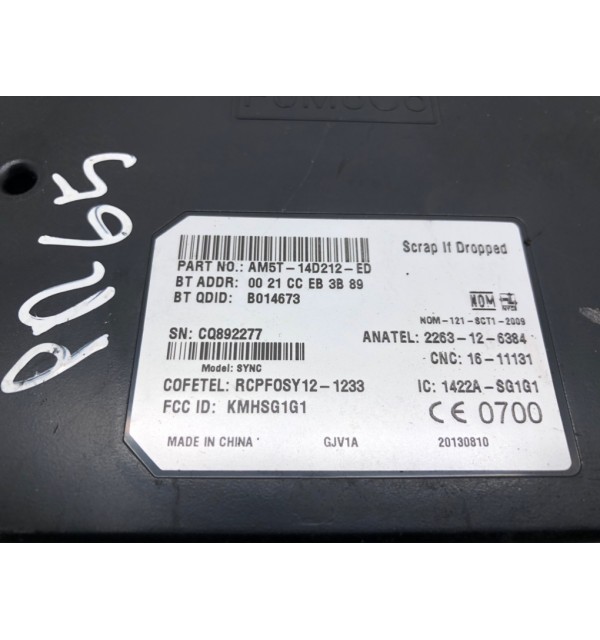 Scrap If Dropped
PART NO.: AM5T-14D212-ED
BT ADDR: 00 21 CC EB 3B 89
BT QDID: B014673
NOM
NOM-121-SCT1-2009
SN: CQ892277
ANATEL: 2263-12-6384
CNC: 16-11131
Model: SYNC
COFETEL: RCPFOSY12-1233
IC: 1422A-SG1G1
FCC ID: KMHSG1G1
CE 0700
MADE IN CHINA
GJV1A
20130810